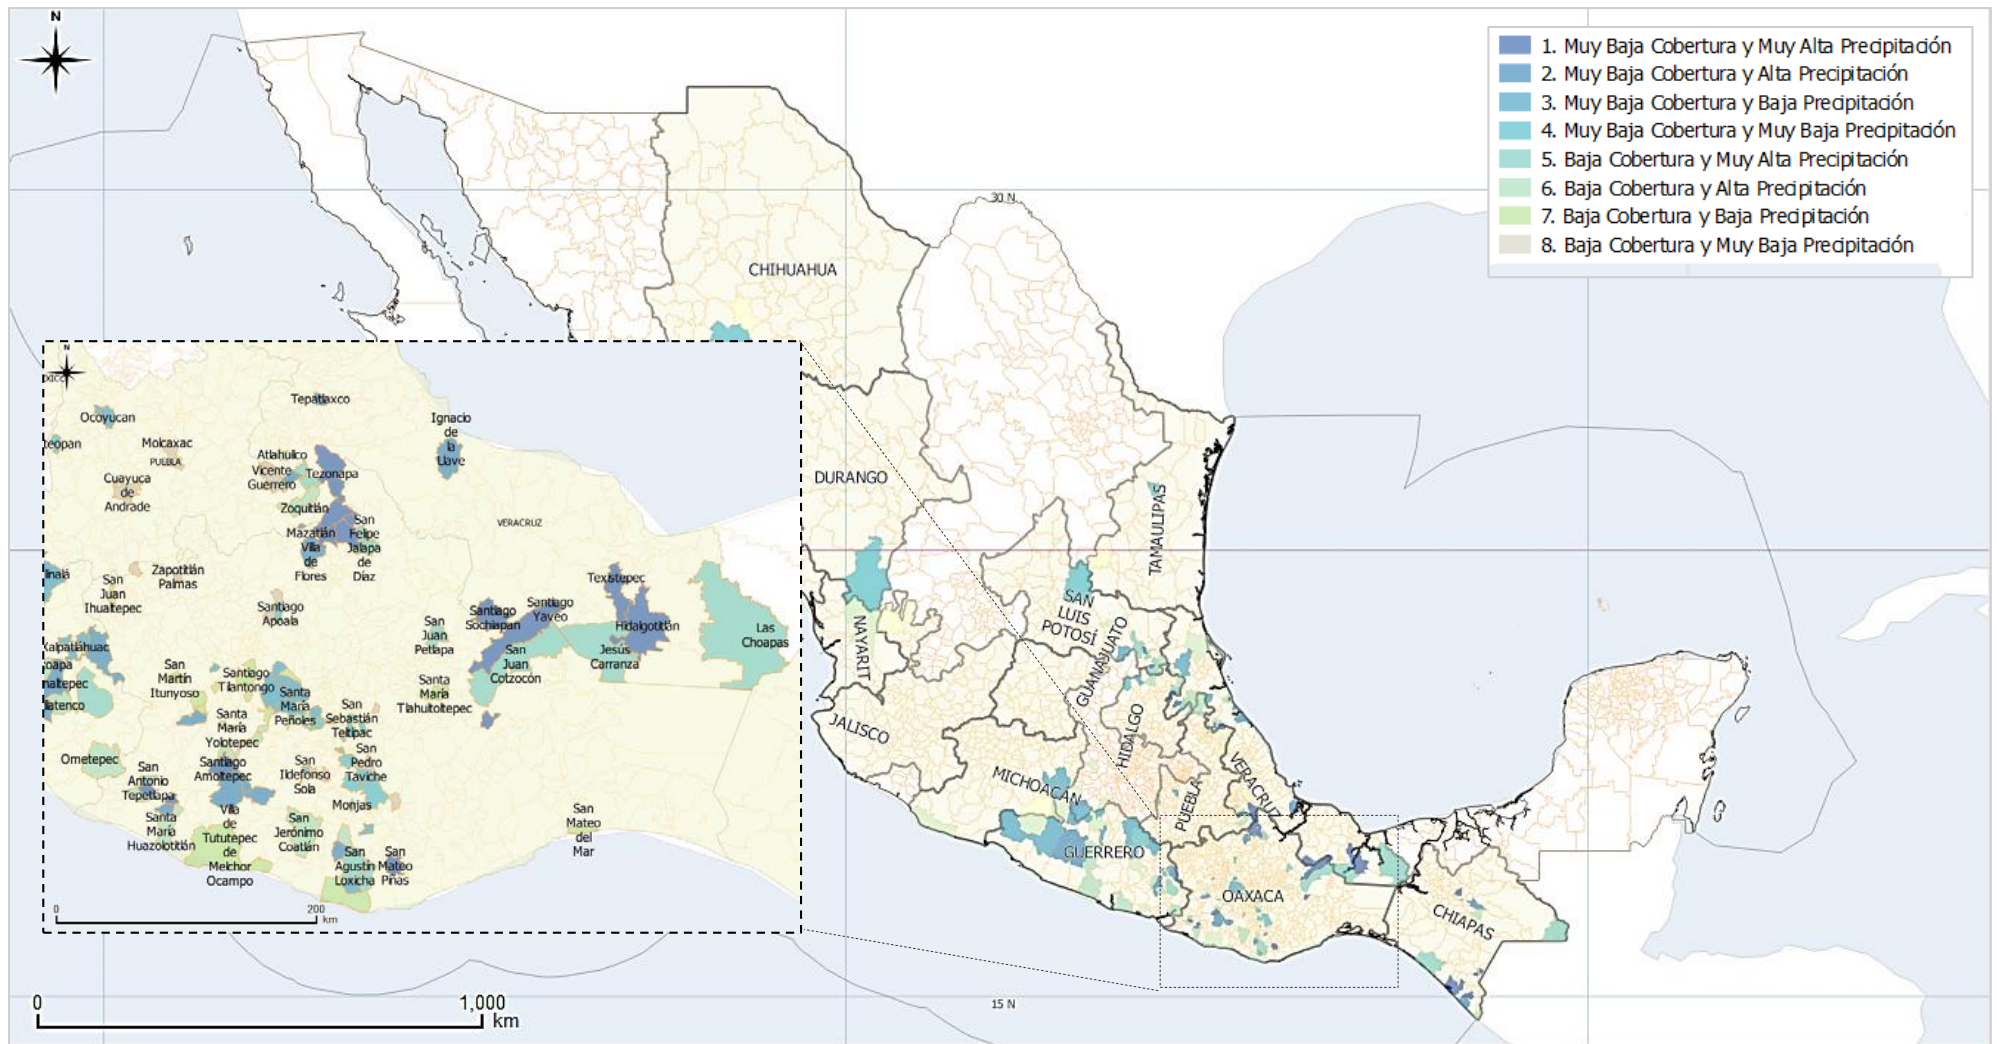 N
1. Muy Baja Cobertura y Muy Alta Precipitación
2. Muy Baja Cobertura y Alta Precipitación
3. Muy Baja Cobertura y Baja Precipitación
4. Muy Baja Cobertura y Muy Baja Precipitación
5. Baja Cobertura y Muy Alta Precipitación
6. Baja Cobertura y Alta Precipitación
7. Baja Cobertura y Baja Precipitación
8. Baja Cobertura y Muy Baja Precipitación
30 N
CHIHUAHUA
DURANGO
TAMAULIPAS
SAN
LUIS
POTOSÍ
NAYARIT
GUANAJUATO
JALISCO
HIDALGO
MICHOACÁN
VERACRUZ
PUEBLA
GUERRERO
OAXACA
CHIAPAS
15 N
0
1,000
km
N
Tepatlaxco
Ocoyucan
Ignacio
de
la
Llave
teopan
Molcaxac
PUEBLA
Atlahuilco
Vicente
Guerrero
Tezonapa
Cuayuca
de
Andrade
Zoquitlán
VERACRUZ
Mazatlán
Villa
de
Flores
San
Felipe
Jalapa
de
Díaz
inalá
San
Juan
Ihualtepec
Zapotitlán
Palmas
Texistepec
Santiago
Apoala
Santiago
Sochiapan
Santiago
Yaveo
Hidalgotitlán
Las
Choapas
San
Juan
Petlapa
San
Juan
Cotzocón
Jesús
Carranza
Xalpatláhuac
oapa
naltepec
latenco
San
Martín
Itunyoso
Santiago
Tilantongo
Santa
María
Peñoles
Santa
María
Tlahuitoltepec
Santa
María
Yolotepec
San
Sebastián
Teitipac
Ometepec
San
Antonio
Tepetlapa
Santiago
Amoltepec
San
Ildefonso
Sola
San
Pedro
Taviche
Monjas
Santa
María
Huazolotitlán
Villa
de
Tututepec
de
Melchor
Ocampo
San
Jerónimo
Coatlán
San
Agustín
Loxicha
San
Mateo
Piñas
San
Mateo
del
Mar
0
200
km